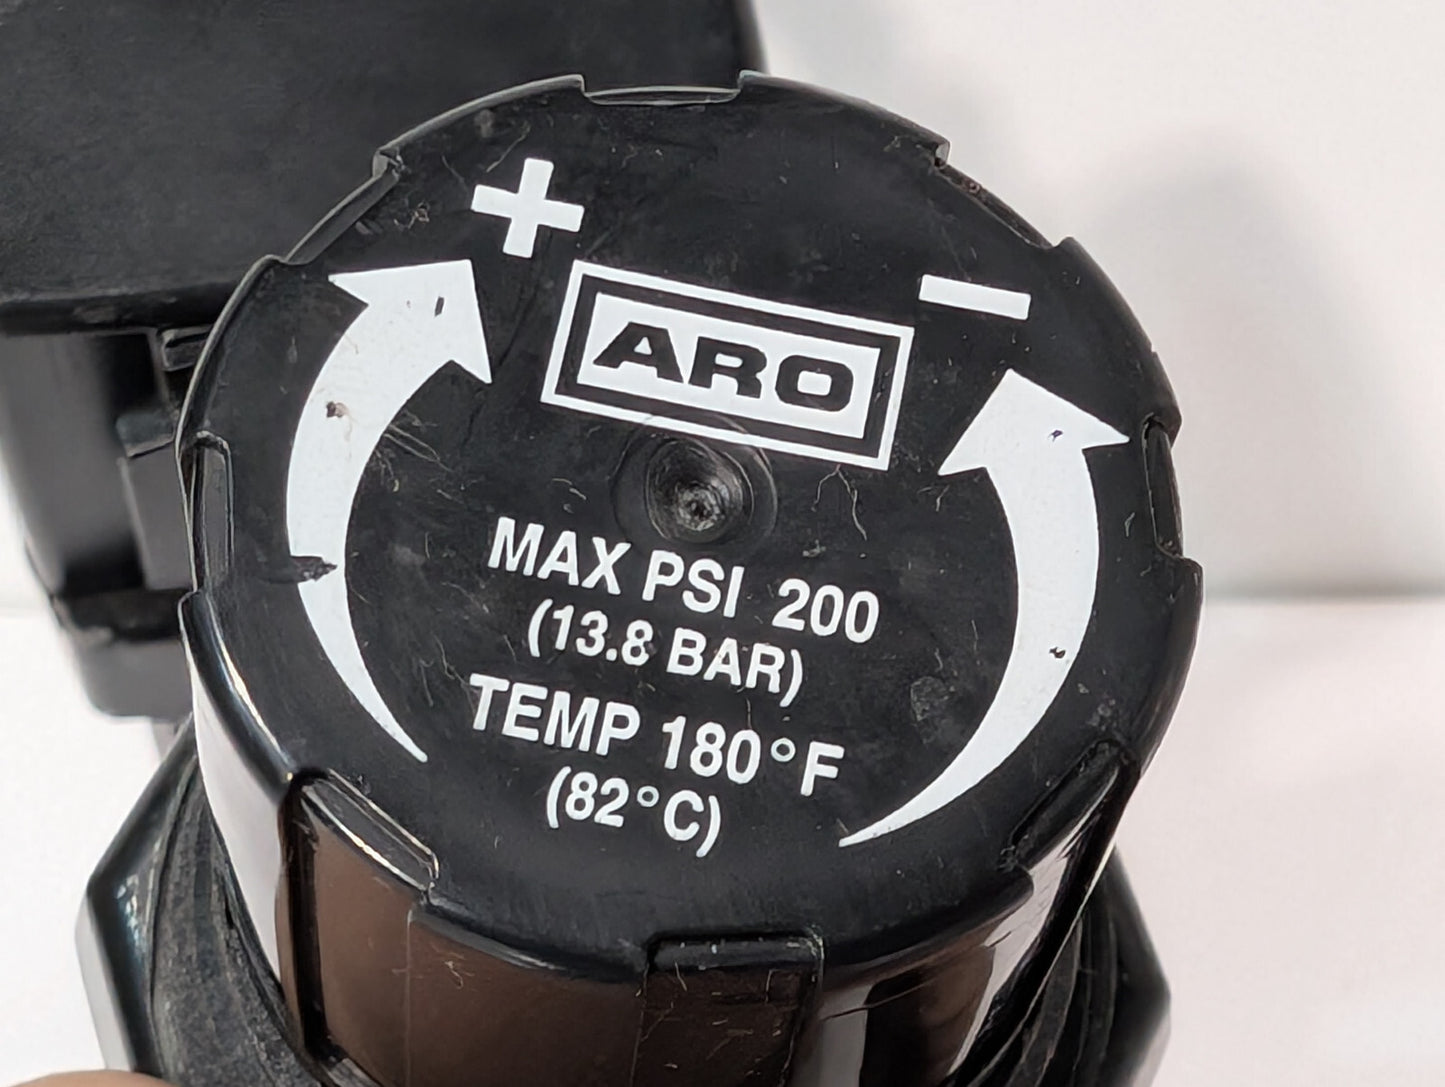 + -
ARO
MAX PSI 200
(13.8 BAR)
TEMP 180°F
(82°C)